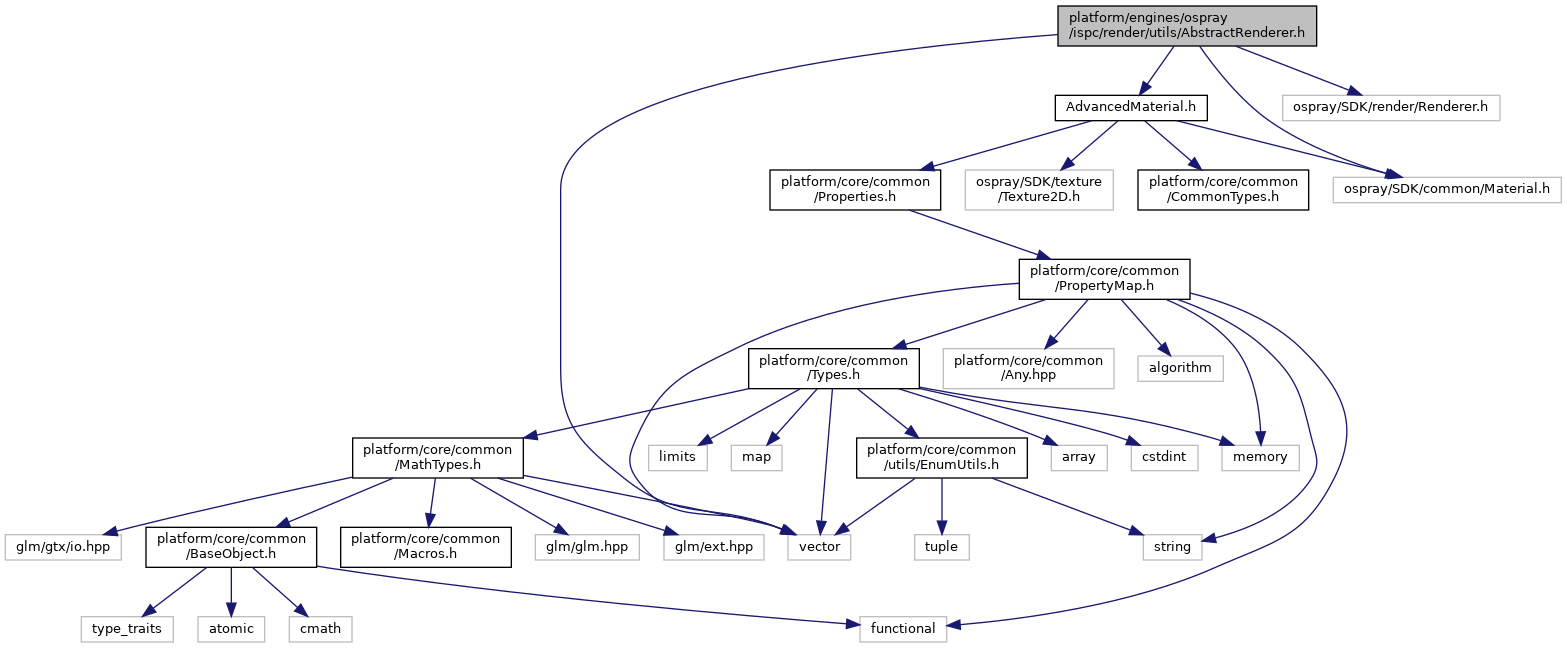 platform/engines/ospray
/ispc/render/utils/AbstractRenderer.h
AdvancedMaterial.h
ospray/SDK/render/Renderer.h
platform/core/common
/Properties.h
ospray/SDK/texture
/Texture2D.h
platform/core/common
/CommonTypes.h
ospray/SDK/common/Material.h
platform/core/common
/PropertyMap.h
platform/core/common
/Types.h
platform/core/common
/Any.hpp
algorithm
platform/core/common
/MathTypes.h
limits
map
platform/core/common
/utils/EnumUtils.h
array
cstdint
memory
glm/gtx/io.hpp
platform/core/common
/BaseObject.h
platform/core/common
/Macros.h
glm/glm.hpp
glm/ext.hpp
vector
tuple
string
type_traits
atomic
cmath
functional